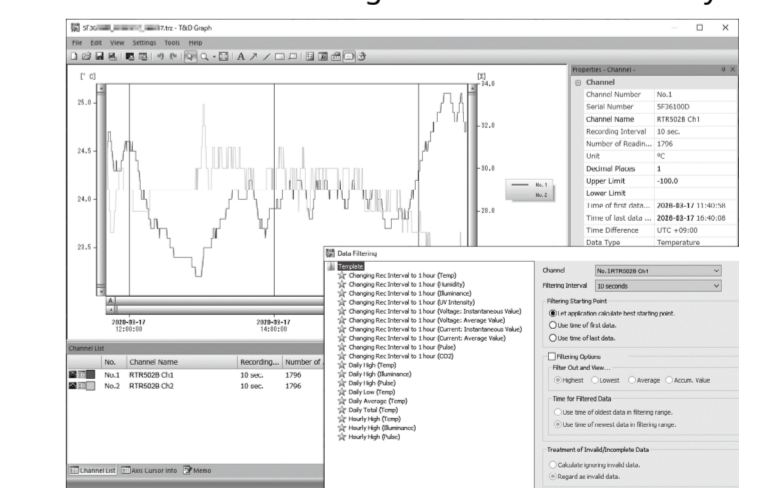 .trz - T&D Graph
File Edit View Settings Tools Help
[° C]
[%]
25.0
24.5
24.0
23.5
34.0
32.0
30.0
28.0
No. 1
No. 2
2020-03-17
12:00:00
2020-03-17
14:00:00
Properties - Channel -
Channel
Channel Number No.1
Serial Number 5F36100D
Channel Name RTR502B Ch1
Recording Interval 10 sec.
Number of Readin... 1796
Unit °C
Decimal Places 1
Upper Limit -100.0
Lower Limit
Time of first data... 2020-03-17 11:40:58
Time of last data ... 2020-03-17 16:40:08
Time Difference UTC +09:00
Data Type Temperature
Channel List
No. Channel Name Recording... Number of
No.1 RTR502B Ch1 10 sec. 1796
No.2 RTR502B Ch2 10 sec. 1796
Channel List Axis Cursor Info Memo
Data Filtering
Template
Changing Rec Interval to 1 hour (Temp)
Changing Rec Interval to 1 hour (Humidity)
Changing Rec Interval to 1 hour (Illuminance)
Changing Rec Interval to 1 hour (UV Intensity)
Changing Rec Interval to 1 hour (Voltage: Instantaneous Value)
Changing Rec Interval to 1 hour (Voltage: Average Value)
Changing Rec Interval to 1 hour (Current: Instantaneous Value)
Changing Rec Interval to 1 hour (Current: Average Value)
Changing Rec Interval to 1 hour (Pulse)
Changing Rec Interval to 1 hour (CO2)
Daily High (Temp)
Daily High (Illuminance)
Daily High (Pulse)
Daily Low (Temp)
Daily Average (Temp)
Daily Total (Temp)
Hourly High (Temp)
Hourly High (Illuminance)
Hourly High (Pulse)
Channel No.1RTR502B Ch1
Filtering Interval 10 seconds
Filtering Starting Point
Let application calculate best starting point.
Use time of first data.
Use time of last data.
Filtering Options
Filter Out and View...
Highest Lowest Average Accum. Value
Time for Filtered Data
Use time of oldest data in filtering range.
Use time of newest data in filtering range.
Treatment of Invalid/Incomplete Data
Calculate ignoring invalid data.
Regard as invalid data.